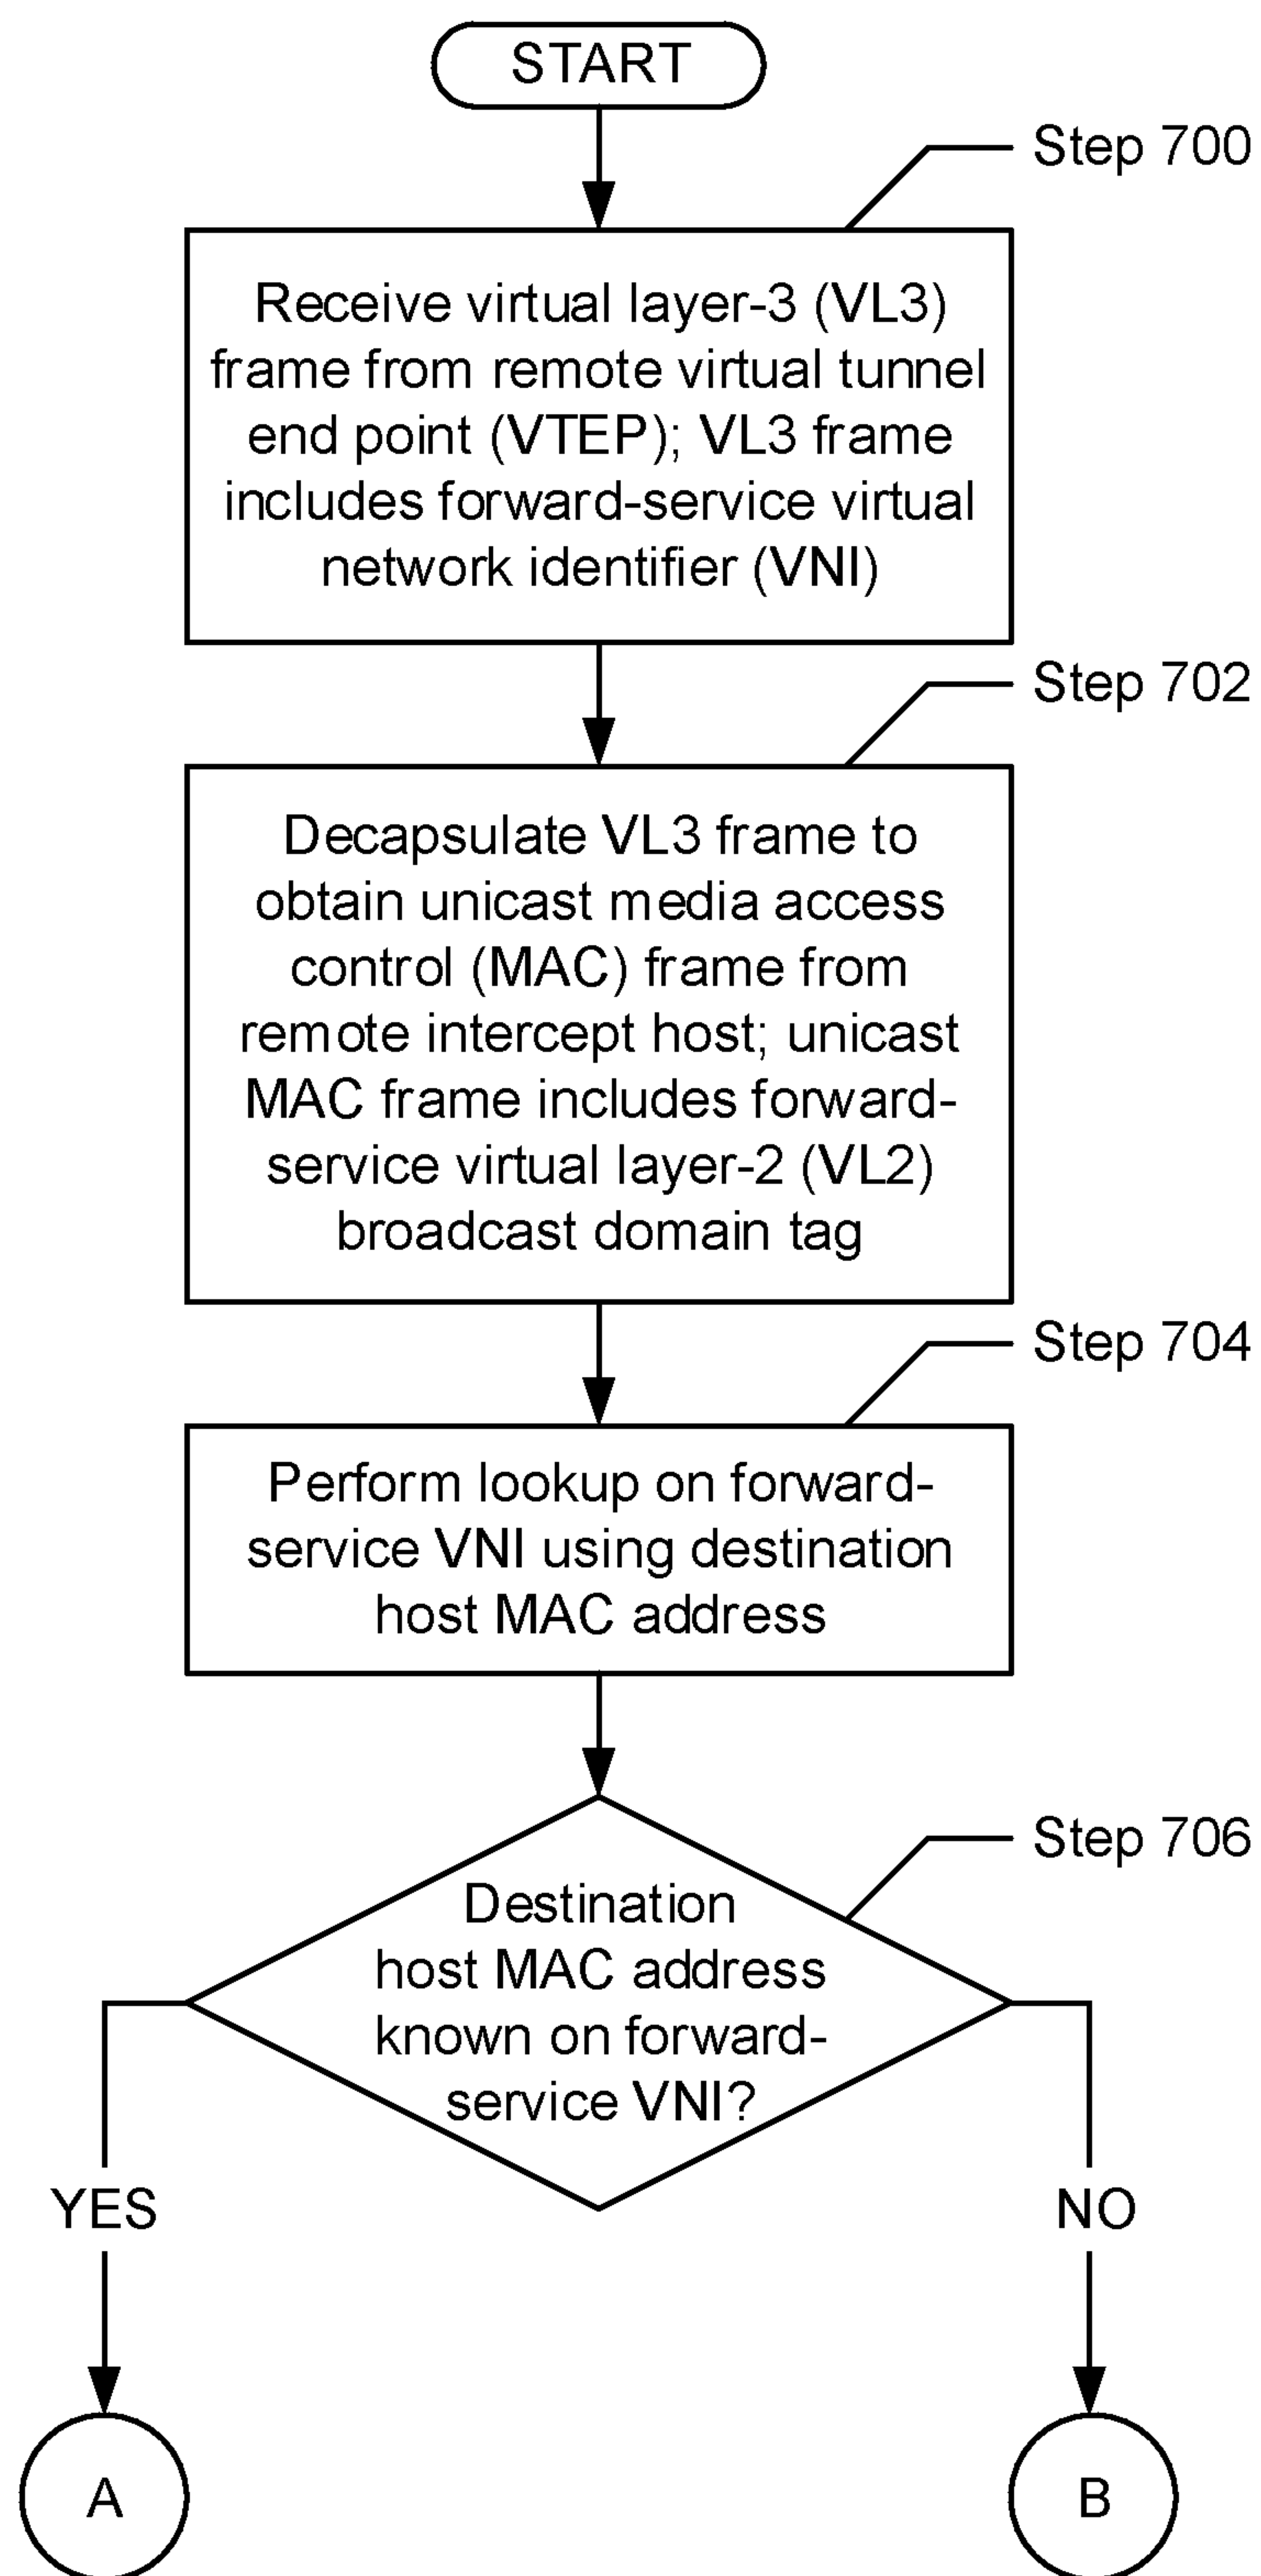 START
Step 700
Receive virtual layer-3 (VL3)
frame from remote virtual tunnel
end point (VTEP); VL3 frame
includes forward-service virtual
network identifier (VNI)
Step 702
Decapsulate VL3 frame to
obtain unicast media access
control (MAC) frame from
remote intercept host; unicast
MAC frame includes forward-
service virtual layer-2 (VL2)
broadcast domain tag
Step 704
Perform lookup on forward-
service VNI using destination
host MAC address
Step 706
Destination
host MAC address
known on forward-
service VNI?
YES
NO
A
B